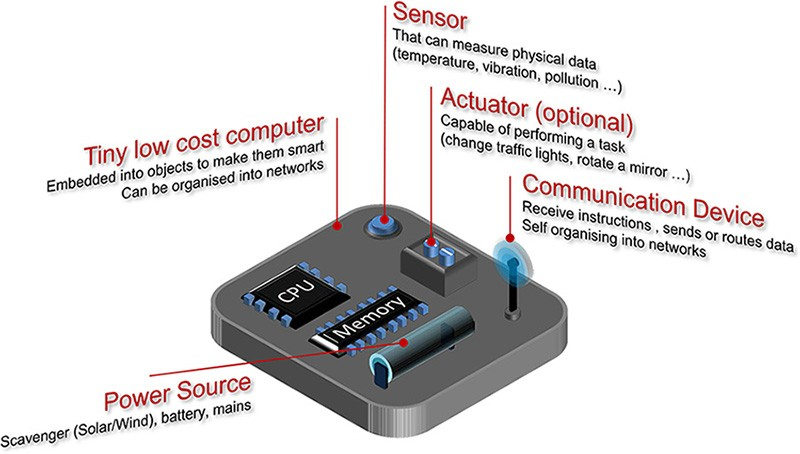 Sensor
That can measure physical data
(temperature, vibration, pollution ...)
Actuator (optional)
Capable of performing a task
(change traffic lights, rotate a mirror ...)
Tiny low cost computer
Embedded into objects to make them smart
Can be organised into networks
Communication Device
Receive instructions , sends or routes data
Self organising into networks
CPU
Memory
Power Source
Scavenger (Solar/Wind), battery, mains